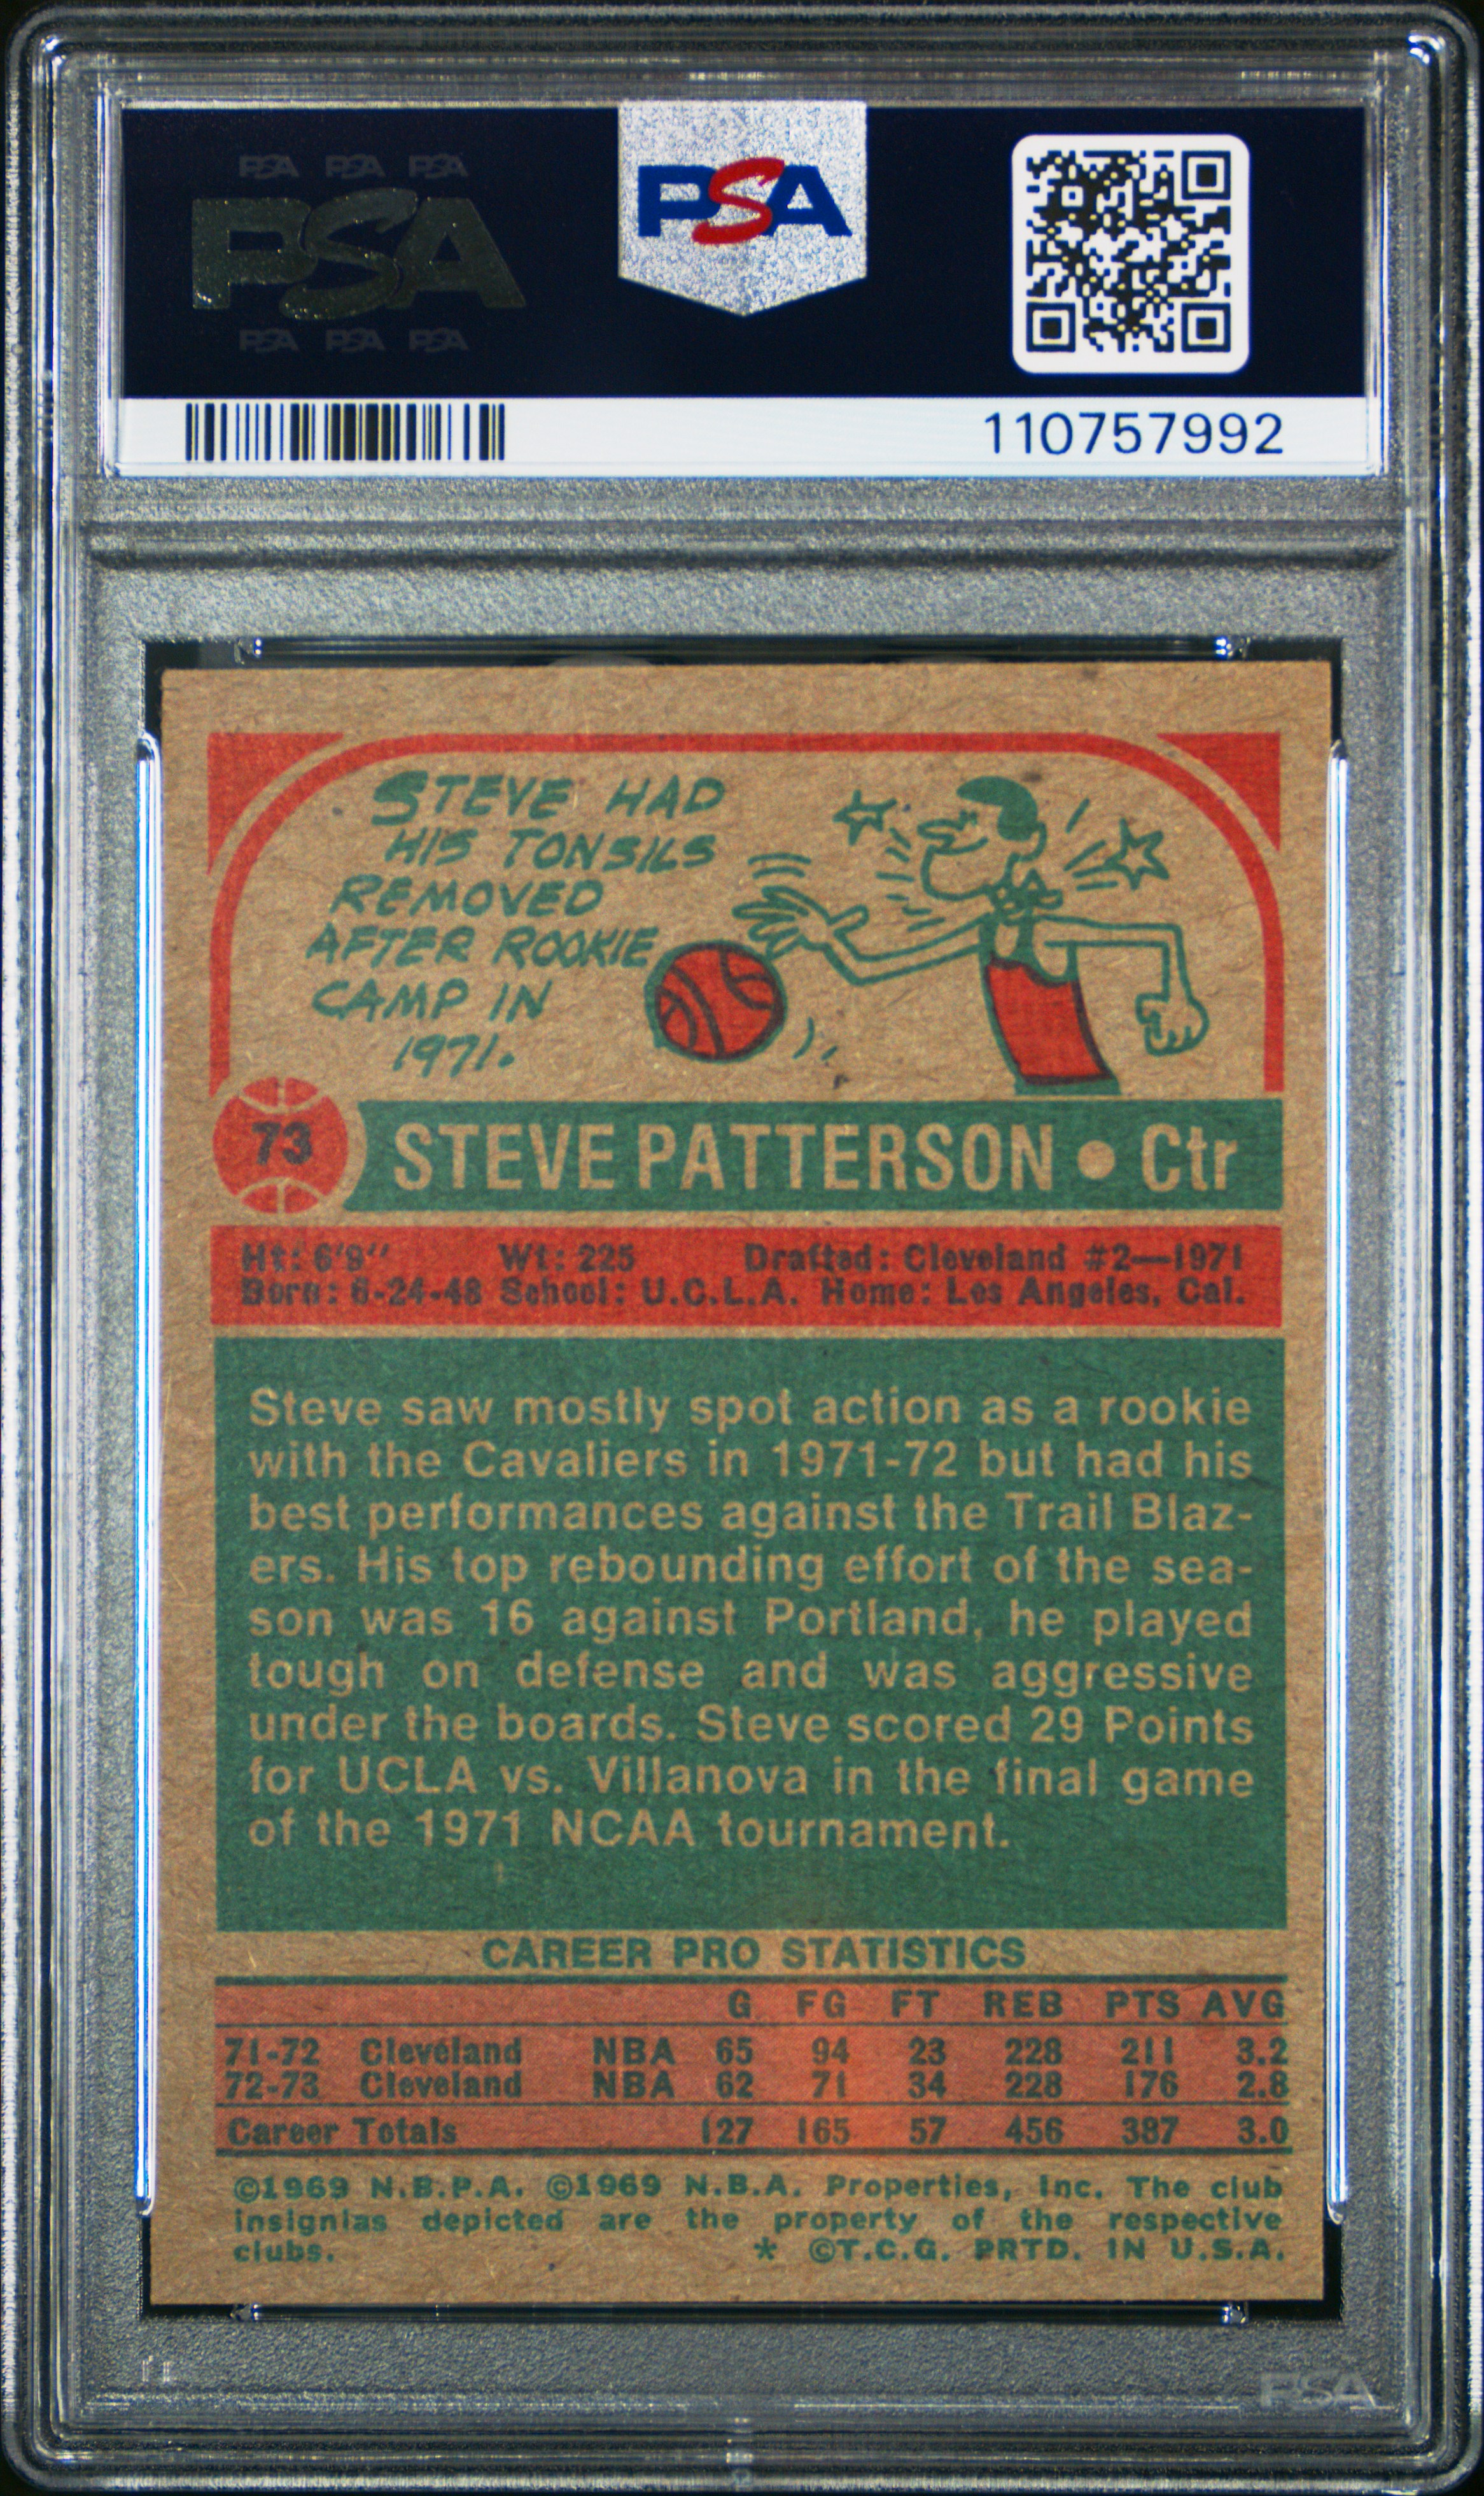 PSA PSA PSA
PSA
PSA PSA PSA
PSA
110757992
STEVE HAD
HIS TONSILS
REMOVED
AFTER ROOKIE
CAMP IN
1971.
73
STEVE PATTERSON • Ctr
Ht: 6'9" Wt: 225 Drafted: Cleveland #2—1971
Born: 6-24-48 School: U.C.L.A. Home: Los Angeles, Cal.
Steve saw mostly spot action as a rookie
with the Cavaliers in 1971-72 but had his
best performances against the Trail Blaz-
ers. His top rebounding effort of the sea-
son was 16 against Portland, he played
tough on defense and was aggressive
under the boards. Steve scored 29 Points
for UCLA vs. Villanova in the final game
of the 1971 NCAA tournament.
CAREER PRO STATISTICS
G FG FT REB PTS AVG
71-72 Cleveland NBA 65 94 23 228 211 3.2
72-73 Cleveland NBA 62 71 34 228 176 2.8
Career Totals 127 165 57 456 387 3.0
©1969 N.B.P.A. ©1969 N.B.A. Properties, Inc. The club
insignias depicted are the property of the respective
clubs. * ©T.C.G. PRTD. IN U.S.A.
PSA